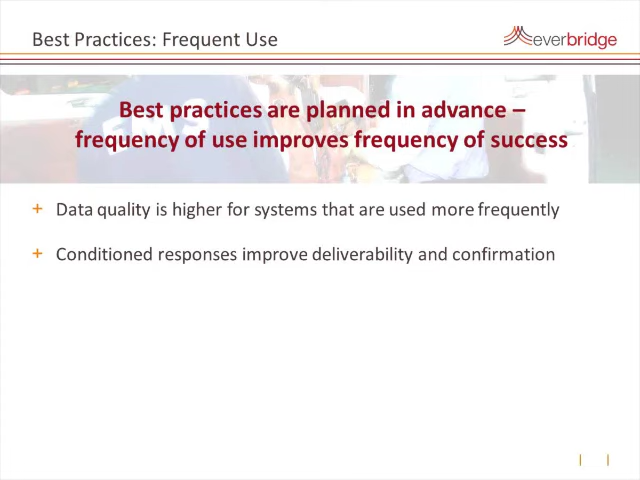 Best Practices: Frequent Use
everbridge
EMS
Best practices are planned in advance –
frequency of use improves frequency of success
+ Data quality is higher for systems that are used more frequently
+ Conditioned responses improve deliverability and confirmation